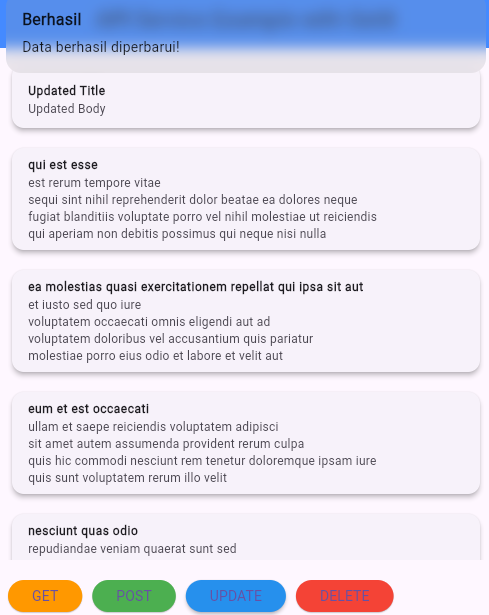 Berhasil
Data berhasil diperbarui!
Updated Title
Updated Body
qui est esse
est rerum tempore vitae
sequi sint nihil reprehenderit dolor beatae ea dolores neque
fugiat blanditiis voluptate porro vel nihil molestiae ut reiciendis
qui aperiam non debitis possimus qui neque nisi nulla
ea molestias quasi exercitationem repellat qui ipsa sit aut
et iusto sed quo iure
voluptatem occaecati omnis eligendi aut ad
voluptatem doloribus vel accusantium quis pariatur
molestiae porro eius odio et labore et velit aut
eum et est occaecati
ullam et saepe reiciendis voluptatem adipisci
sit amet autem assumenda provident rerum culpa
quis hic commodi nesciunt rem tenetur doloremque ipsam iure
quis sunt voluptatem rerum illo velit
nesciunt quas odio
repudiandae veniam quaerat sunt sed
GET POST UPDATE DELETE